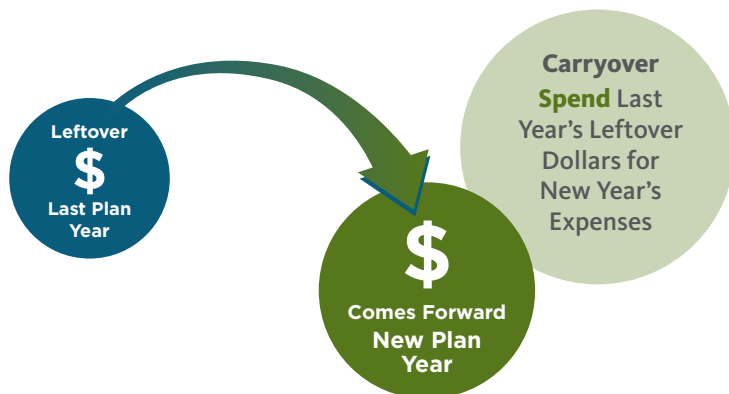 Leftover
$
Last Plan
Year
$
Comes Forward
New Plan
Year
Carryover
Spend Last
Year’s Leftover
Dollars for
New Year’s
Expenses